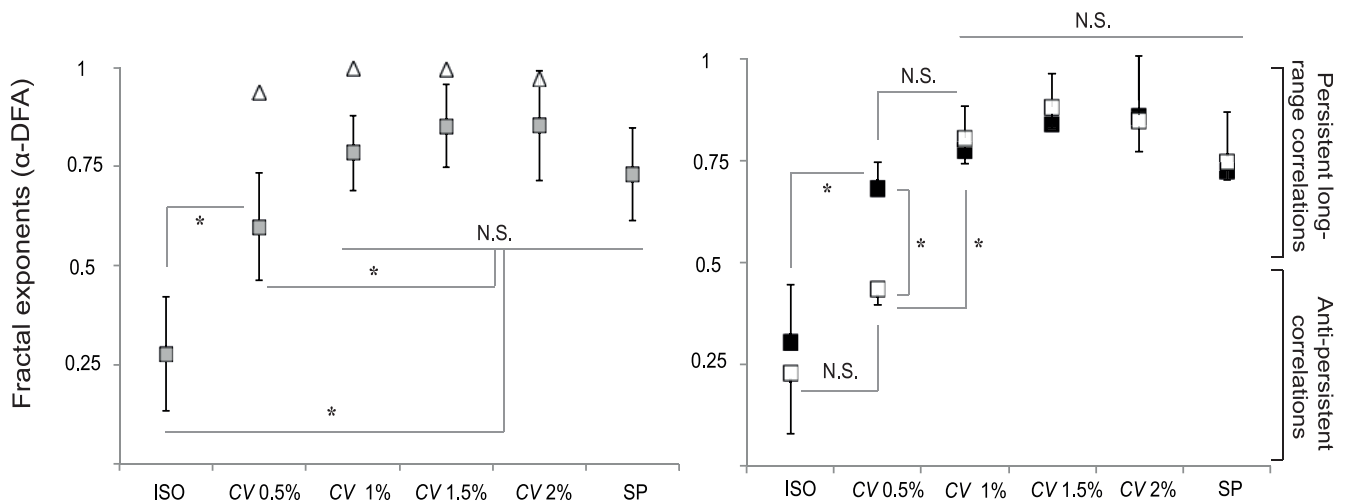 Fractal exponents (α-DFA)
1
0.75
0.5
0.25
*
*
*
N.S.
ISO
CV 0.5%
CV 1%
CV 1.5%
CV 2%
SP
N.S.
N.S.
1
0.75
0.5
0.25
*
*
*
N.S.
ISO
CV 0.5%
CV 1%
CV 1.5%
CV 2%
SP
Persistent long-
range correlations
Anti-persistent
correlations